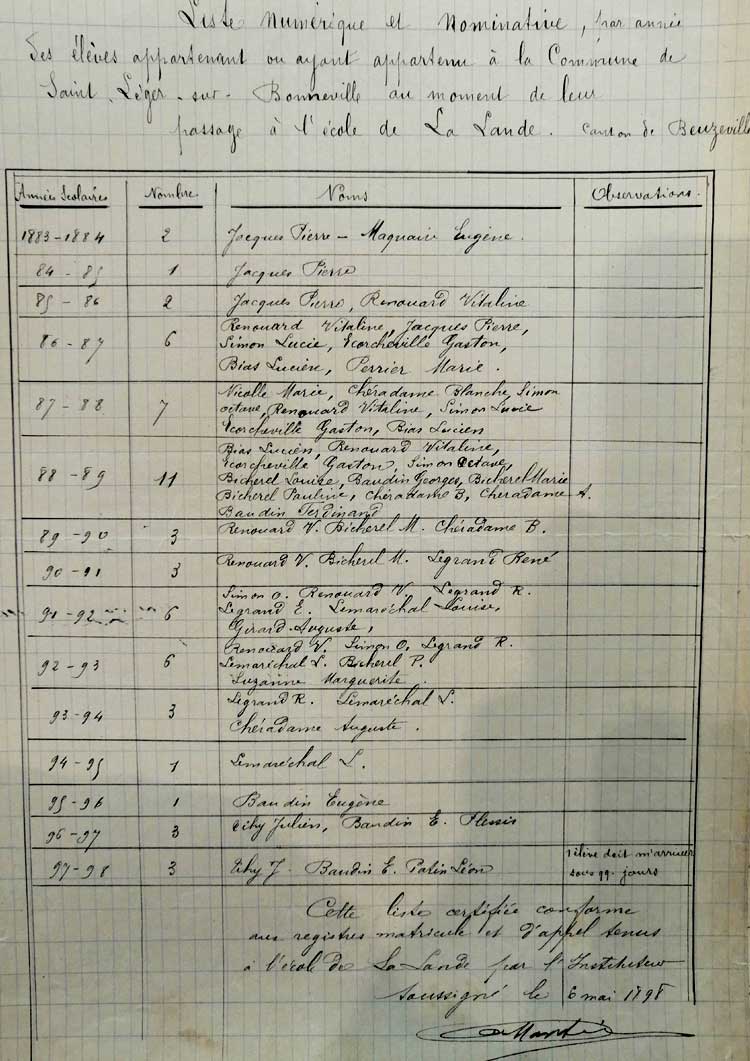 Liste Numérique et Nominative, par année
des élèves appartenant ou ayant appartenu à la Commune de
Saint-Léger-sur-Bonneville au moment de leur
passage à l'école de La Lande. Canton de Beuzeville
Années Scolaires Nombre Noms Observations.
1883-1884 2 Jacques Pierre - Maquaire Eugène.
84-85 1 Jacques Pierre
85-86 2 Jacques Pierre, Renouard Vitaline
86-87 6 Renouard Vitaline, Jacques Pierre,
Simon Lucie, Ecorcheville Gaston,
Bias Lucien, Perrier Marie.
87-88 7 Nicolle Marie, Chéradame Blanche, Simon
octave, Renouard Vitaline, Simon Lucie
Ecorcheville Gaston, Bias Lucien
88-89 11 Bias Lucien, Renouard Vitaline,
Ecorcheville Gaston, Simon Octave,
Bicherel Louise, Baudin Georges, Bicherel Marie
Bicherel Pauline, Chéradame B, Cheradame A.
Baudin Ferdinand
89-90 3 Renouard V. Bicherel M. Chéradame B.
90-91 3 Renouard V. Bicherel M. Legrand René
91-92 6 Simon O. Renouard V. Legrand R.
Legrand E. Lemaréchal Louise,
Girard Auguste,
92-93 6 Renouard V. Simon O, Legrand R.
Lemaréchal L. Bicherel P.
Suzanne Marguerite.
93-94 3 Legrand R. Lemaréchal L.
Chéradame Auguste.
94-95 1 Lemaréchal L.
95-96 1 Baudin Eugène
96-97 3 Julien, Baudin E. Plessis
97-98 3 J. Baudin E. Patin Léon 1 élève doit m'arriver
sous qq. jours
Cette liste certifiée conforme
aux registres matricule et d'appel tenus
à l'école de La Lande par l'Instituteur
soussigné le 6 mai 1898